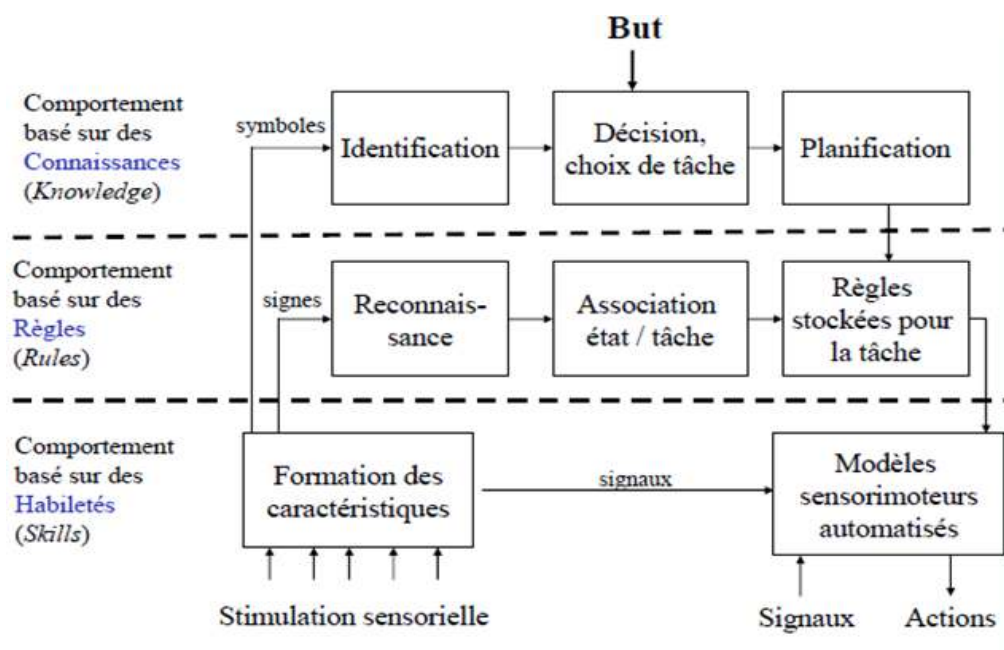 But
Comportement
basé sur des
Connaissances
(Knowledge)
symboles
Identification
Décision,
choix de tâche
Planification
Comportement
basé sur des
Règles
(Rules)
signes
Reconnais-
sance
Association
état / tâche
Règles
stockées pour
la tâche
Comportement
basé sur des
Habiletés
(Skills)
Formation des
caractéristiques
signaux
Modèles
sensorimoteurs
automatisés
Stimulation sensorielle
Signaux
Actions